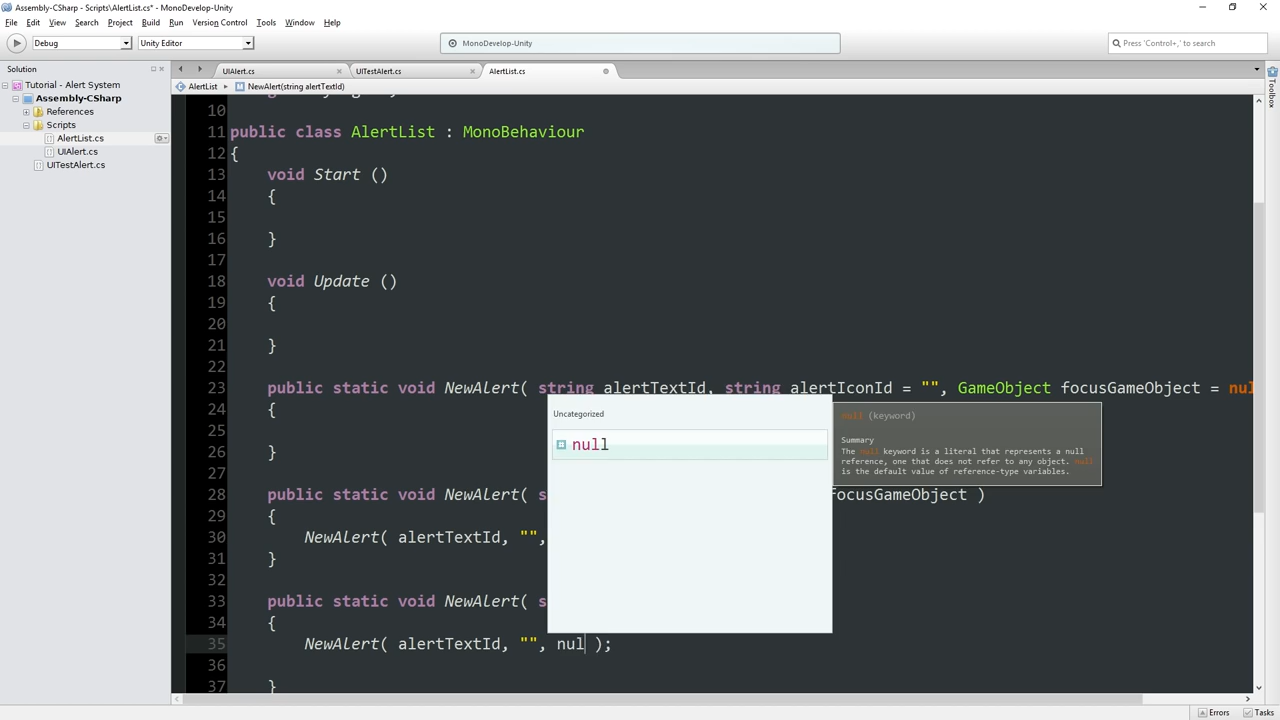 Assembly-CSharp - Scripts\AlertList.cs* - MonoDevelop-Unity
File Edit View Search Project Build Run Version Control Tools Window Help
Debug Unity Editor MonoDevelop-Unity Press 'Control+,' to search
Solution UIAlert.cs UITestAlert.cs AlertList.cs
Tutorial - Alert System AlertList NewAlert(string alertTextId)
Assembly-CSharp
References
Scripts
AlertList.cs
UIAlert.cs
UITestAlert.cs
Toolbox
10
11 public class AlertList : MonoBehaviour
12 {
13 void Start ()
14 {
15
16 }
17
18 void Update ()
19 {
20
21 }
22
23 public static void NewAlert( string alertTextId, string alertIconId = "", GameObject focusGameObject = nul
24 {
25
26 }
27
28 public static void NewAlert( s focusGameObject )
29 {
30 NewAlert( alertTextId, "",
31 }
32
33 public static void NewAlert( s
34 {
35 NewAlert( alertTextId, "", nul );
36
37 }
Uncategorized
null
null (keyword)
Summary
The null keyword is a literal that represents a null
reference, one that does not refer to any object. null
is the default value of reference-type variables.
Errors Tasks